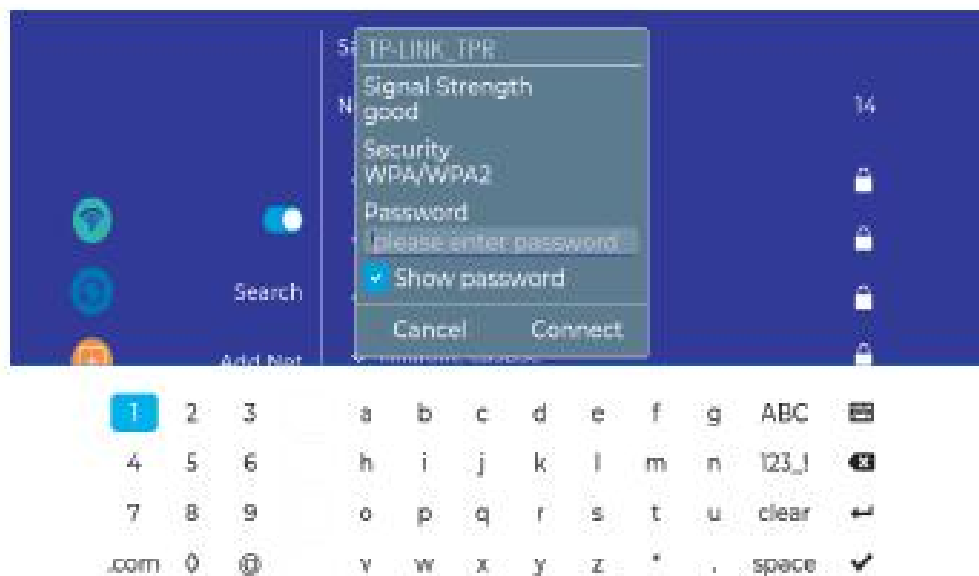 TP-LINK_TPR
Signal Strength
good
14
Security
WPA/WPA2
Password
please enter password
Show password
Search
Cancel Connect
Add Net
1 2 3 a b c d e f g ABC
4 5 6 h i j k l m n 123_!
7 8 9 o p q r s t u clear
.com 0 @ v w x y z * . space